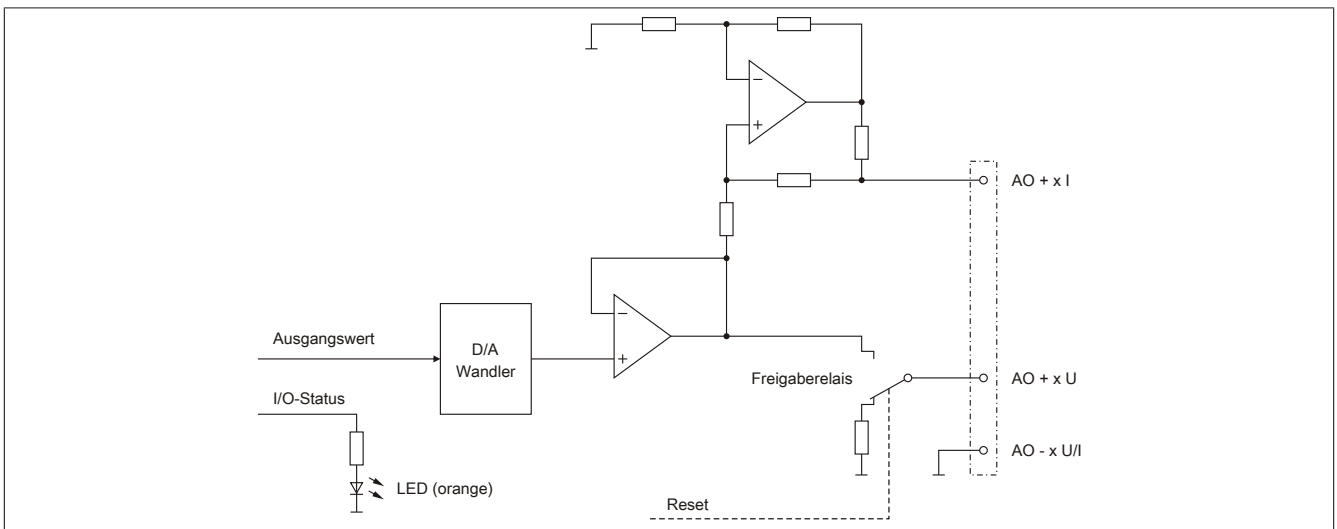 AO + x I
Ausgangswert
D/A
Wandler
Freigaberelais
AO + x U
I/O-Status
AO - x U/I
LED (orange)
Reset